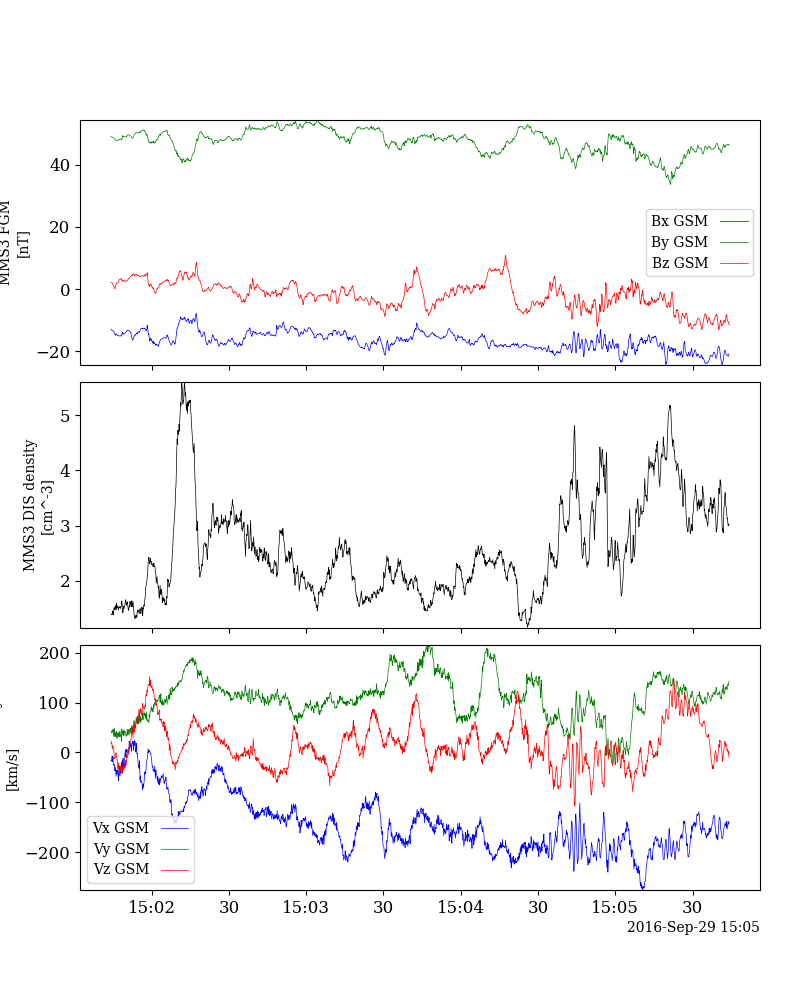 MMS3 FGM
[nT]
40
20
0
−20
Bx GSM
By GSM
Bz GSM
MMS3 DIS density
[cm^-3]
5
4
3
2
[km/s]
200
100
0
−100
−200
Vx GSM
Vy GSM
Vz GSM
15:02 30 15:03 30 15:04 30 15:05 30
2016-Sep-29 15:05